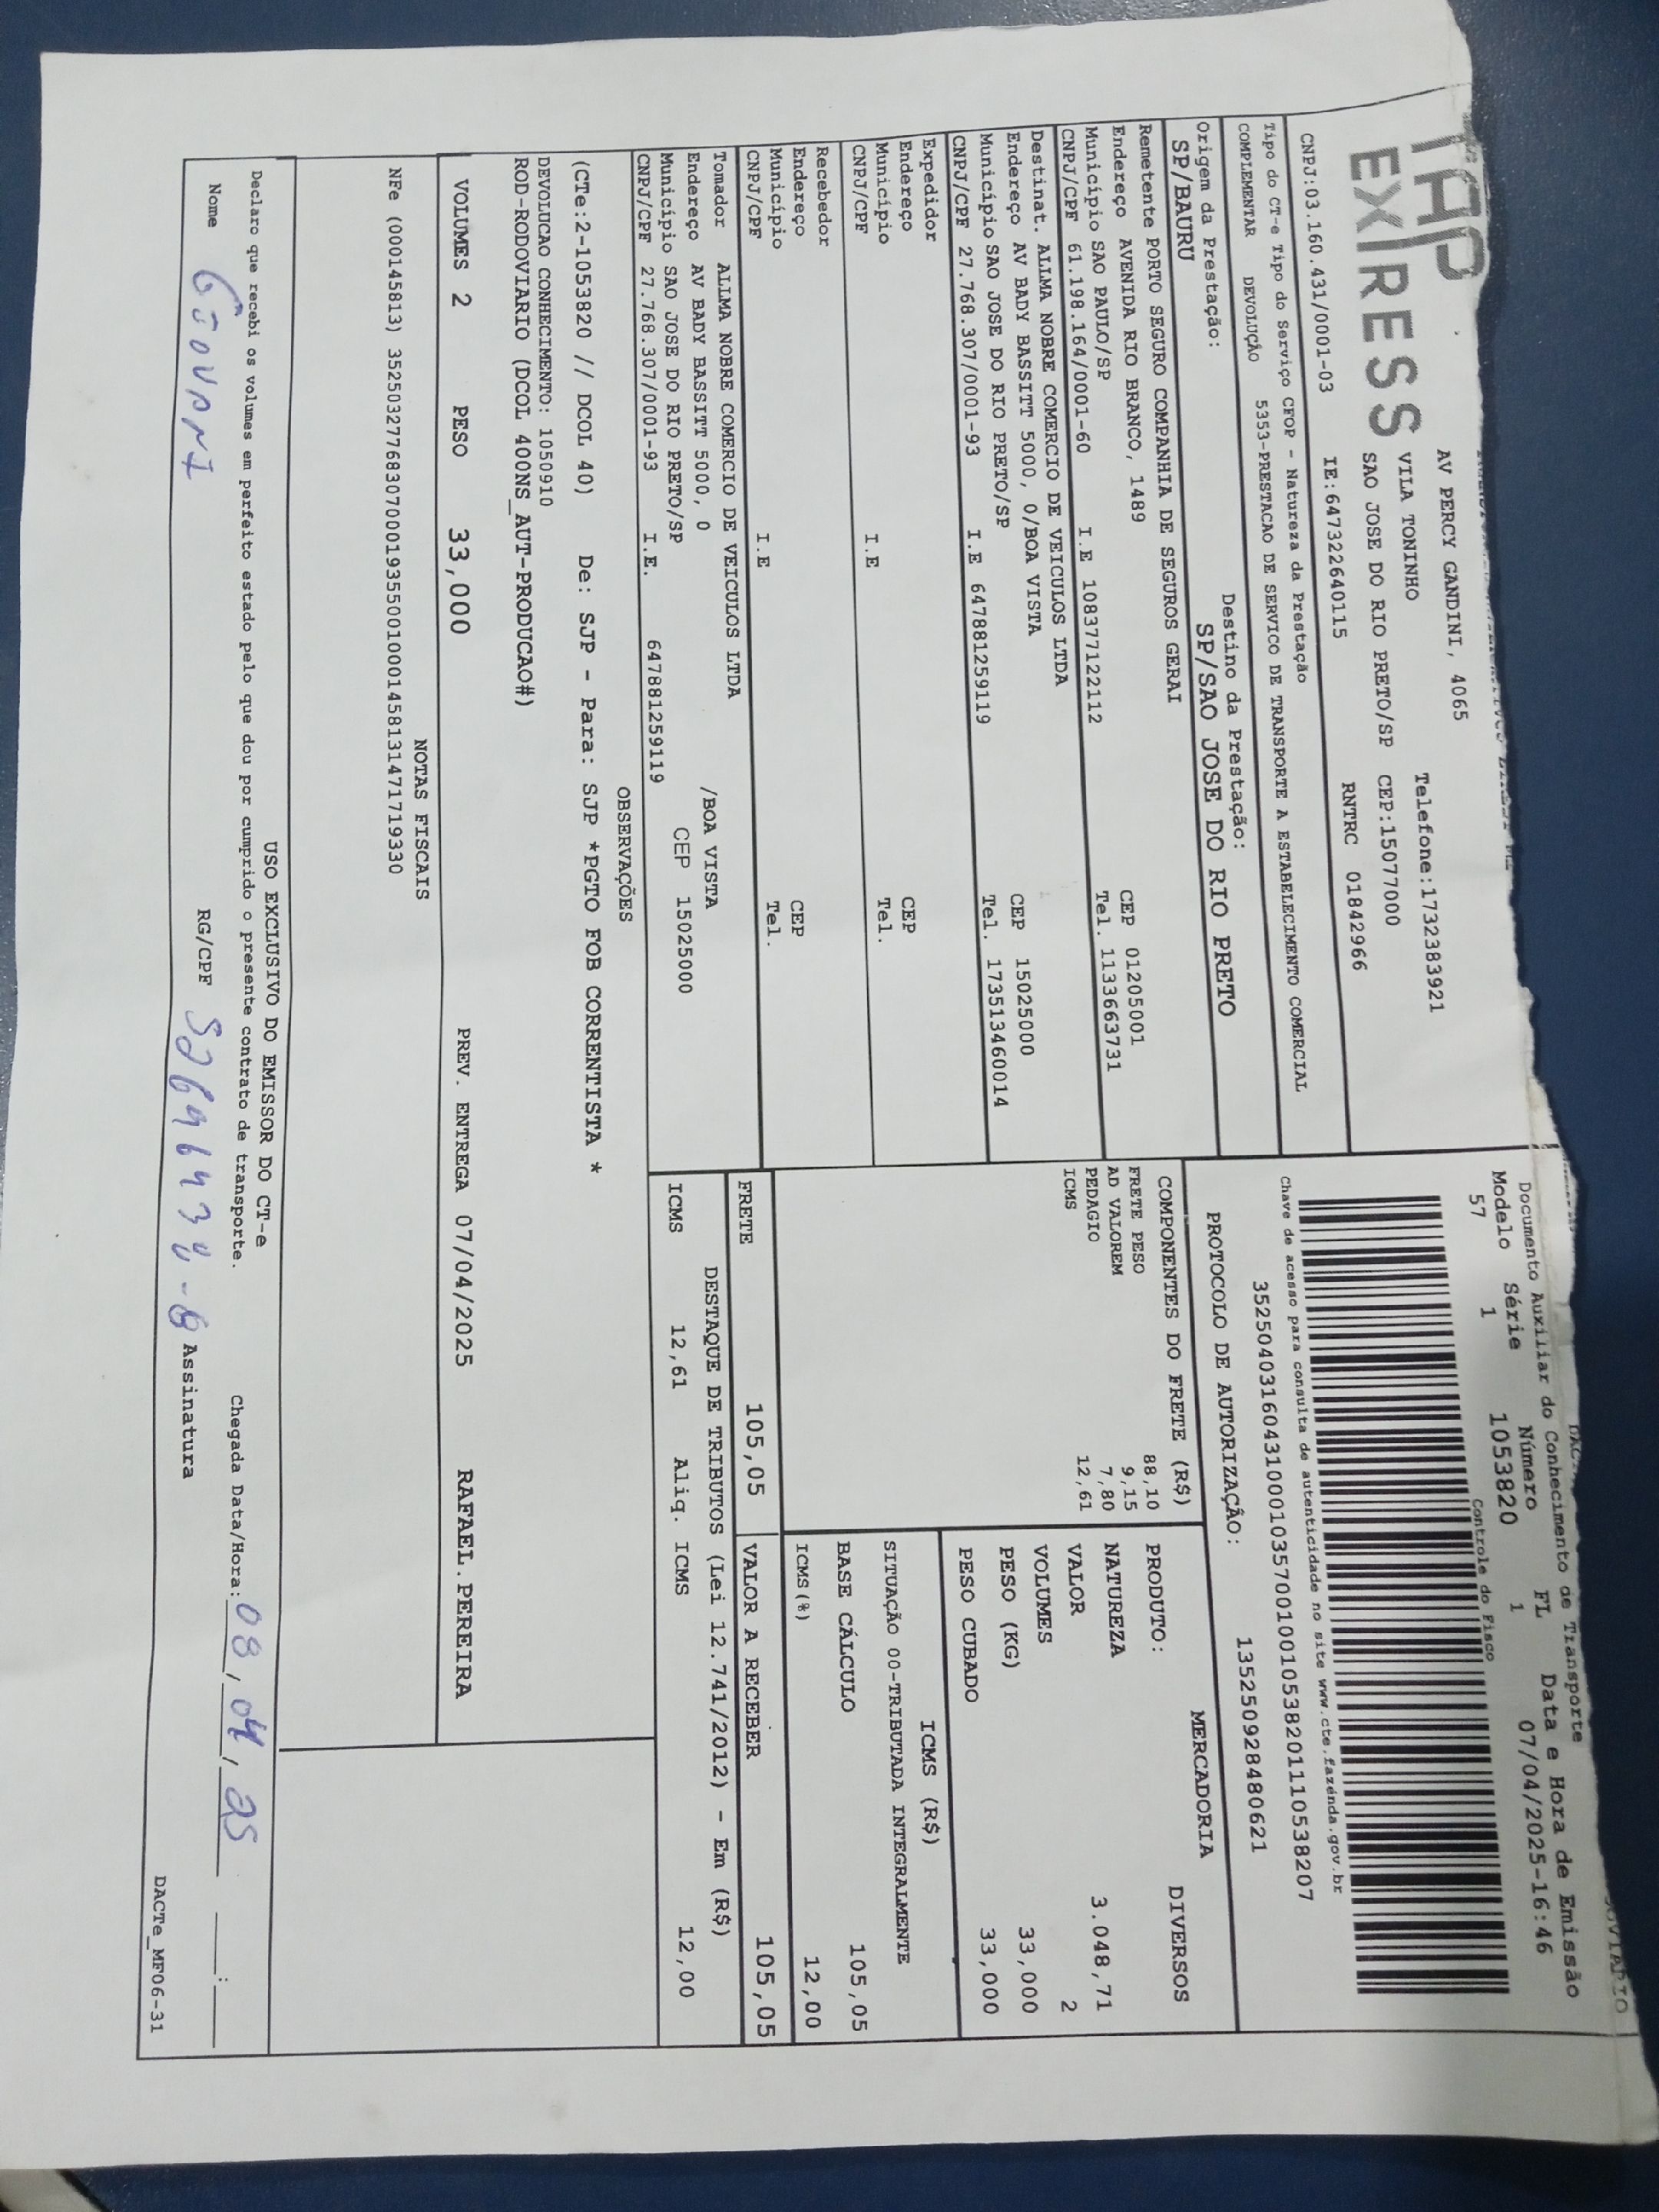 TAP
EXPRESS
AV PERCY GANDINI, 4065
VILA TONINHO Telefone:1732383921
SAO JOSE DO RIO PRETO/SP CEP:15077000
CNPJ:03.160.431/0001-03 IE:647322640115 RNTRC 01842966
Documento Auxiliar do Conhecimento de Transporte
Modelo Série Número FL Data e Hora de Emissão
57 1 1053820 1 07/04/2025-16:46
Controle do Fisco
Chave de acesso para consulta de autenticidade no site www.cte.fazenda.gov.br
35250403160431000103570010010538201110538207
PROTOCOLO DE AUTORIZAÇÃO: 135250928480621
Tipo do CT-e Tipo do Serviço CFOP - Natureza da Prestação
COMPLEMENTAR DEVOLUÇÃO 5353-PRESTACAO DE SERVICO DE TRANSPORTE A ESTABELECIMENTO COMERCIAL
Origem da Prestação: Destino da Prestação:
SP/BAURU SP/SAO JOSE DO RIO PRETO
Remetente PORTO SEGURO COMPANHIA DE SEGUROS GERAI
Endereço AVENIDA RIO BRANCO, 1489 CEP 01205001
Município SAO PAULO/SP Tel. 1133663731
CNPJ/CPF 61.198.164/0001-60 I.E 108377122112
Destinat. ALLMA NOBRE COMERCIO DE VEICULOS LTDA
Endereço AV BADY BASSITT 5000, 0/BOA VISTA CEP 15025000
Município SAO JOSE DO RIO PRETO/SP Tel. 17351346​0014
CNPJ/CPF 27.768.307/0001-93 I.E 647881259119
Expedidor
Endereço CEP
Município Tel.
CNPJ/CPF I.E
Recebedor
Endereço CEP
Município Tel.
CNPJ/CPF I.E
Tomador ALLMA NOBRE COMERCIO DE VEICULOS LTDA
Endereço AV BADY BASSITT 5000, 0 /BOA VISTA
Município SAO JOSE DO RIO PRETO/SP CEP 15025000
CNPJ/CPF 27.768.307/0001-93 I.E. 647881259119
COMPONENTES DO FRETE (R$)
FRETE PESO 88,10
AD VALOREM 9,15
PEDAGIO 7,80
ICMS 12,61
MERCADORIA
PRODUTO: DIVERSOS
NATUREZA
VALOR 3.048,71
VOLUMES 2
PESO (KG) 33,000
PESO CUBADO 33,000
ICMS (R$)
SITUAÇÃO 00-TRIBUTADA INTEGRALMENTE
BASE CÁLCULO 105,05
ICMS(%) 12,00
FRETE 105,05 VALOR A RECEBER 105,05
DESTAQUE DE TRIBUTOS (Lei 12.741/2012) - Em (R$)
ICMS 12,61 Aliq. ICMS 12,00
OBSERVAÇÕES
(CTe:2-1053820 // DCOL 40) De: SJP - Para: SJP *PGTO FOB CORRENTISTA *
DEVOLUCAO CONHECIMENTO: 1050910
ROD-RODOVIARIO (DCOL 400NS_AUT-PRODUCAO#)
VOLUMES 2 PESO 33,000 PREV. ENTREGA 07/04/2025 RAFAEL.PEREIRA
NOTAS FISCAIS
NFe (000145813) 35250327768307000193550010001458131471719330
USO EXCLUSIVO DO EMISSOR DO CT-e
Declaro que recebi os volumes em perfeito estado pelo que dou por cumprido o presente contrato de transporte.
Chegada Data/Hora: 08,04,25 ___:___
Nome RG/CPF Assinatura
DACTe_MF06-31